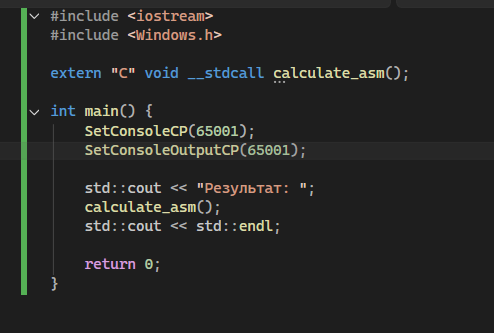 #include <iostream>
#include <Windows.h>
extern "C" void __stdcall calculate_asm();
int main() {
SetConsoleCP(65001);
SetConsoleOutputCP(65001);
std::cout << "Результат: ";
calculate_asm();
std::cout << std::endl;
return 0;
}